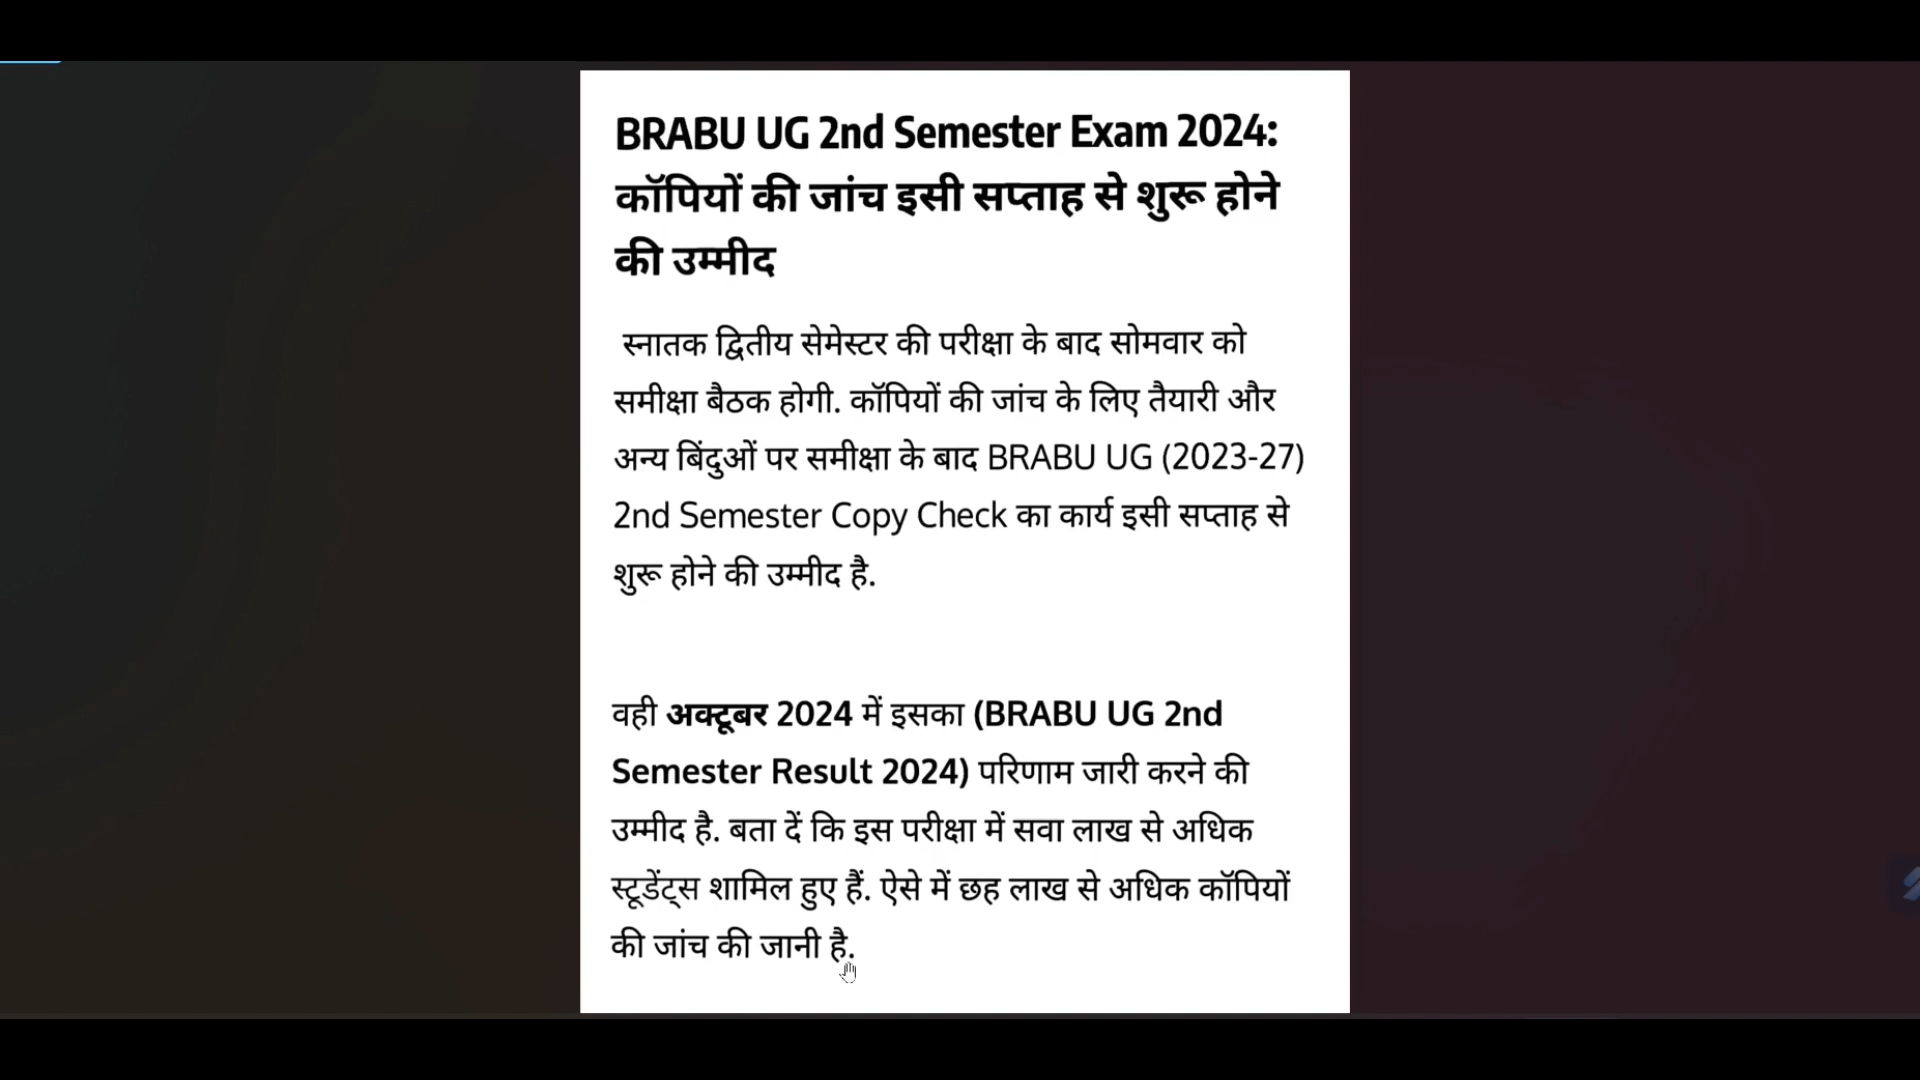 BRABU UG 2nd Semester Exam 2024:
कॉपियों की जांच इसी सप्ताह से शुरू होने
की उम्मीद
स्नातक द्वितीय सेमेस्टर की परीक्षा के बाद सोमवार को
समीक्षा बैठक होगी. कॉपियों की जांच के लिए तैयारी और
अन्य बिंदुओं पर समीक्षा के बाद BRABU UG (2023-27)
2nd Semester Copy Check का कार्य इसी सप्ताह से
शुरू होने की उम्मीद है.
वही अक्टूबर 2024 में इसका (BRABU UG 2nd
Semester Result 2024) परिणाम जारी करने की
उम्मीद है. बता दें कि इस परीक्षा में सवा लाख से अधिक
स्टूडेंट्स शामिल हुए हैं. ऐसे में छह लाख से अधिक कॉपियों
की जांच की जानी है.